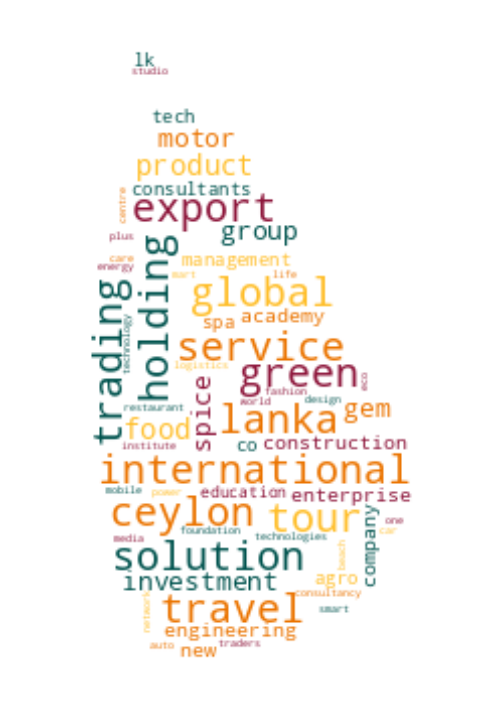 lk
studio
tech
motor
product
consultants
centre
export
group
plus
holding
management
care
energy
mart
life
trading
global
technology
spa
academy
service
logistics
green
eco
spice
fashion
world
design
restaurant
lanka
gem
food
co
construction
institute
international
mobile
power
education
enterprise
ceylon
tour
company
one
car
foundation
technologies
media
beach
solution
investment
agro
consultancy
network
travel
smart
engineering
auto
traders
new